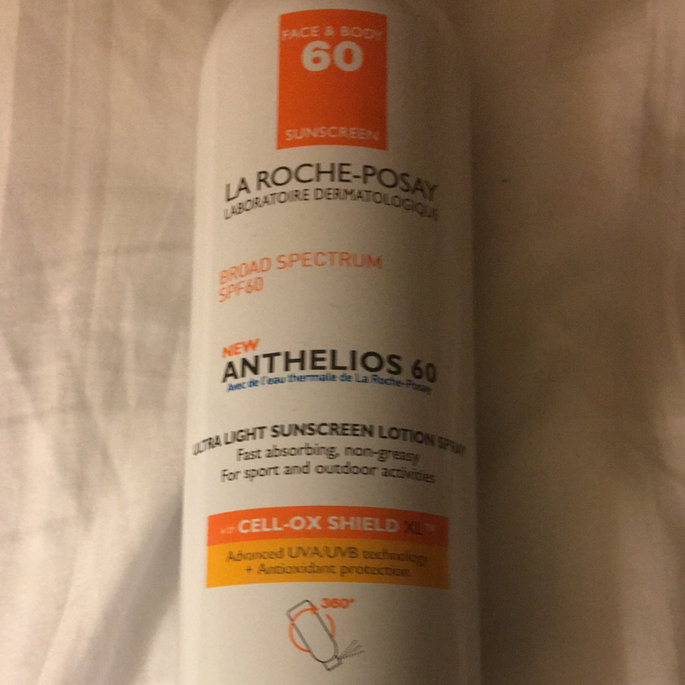 FACE & BODY
60
SUNSCREEN
LA ROCHE-POSAY
LABORATOIRE DERMATOLOGIQUE
BROAD SPECTRUM
SPF60
NEW
ANTHELIOS 60
Avec de l'eau thermale de La Roche-Posay
ULTRA LIGHT SUNSCREEN LOTION SPRAY
Fast absorbing, non-greasy
For sport and outdoor activities
with CELL-OX SHIELD XL™
Advanced UVA/UVB technology
+ Antioxidant protection
360°